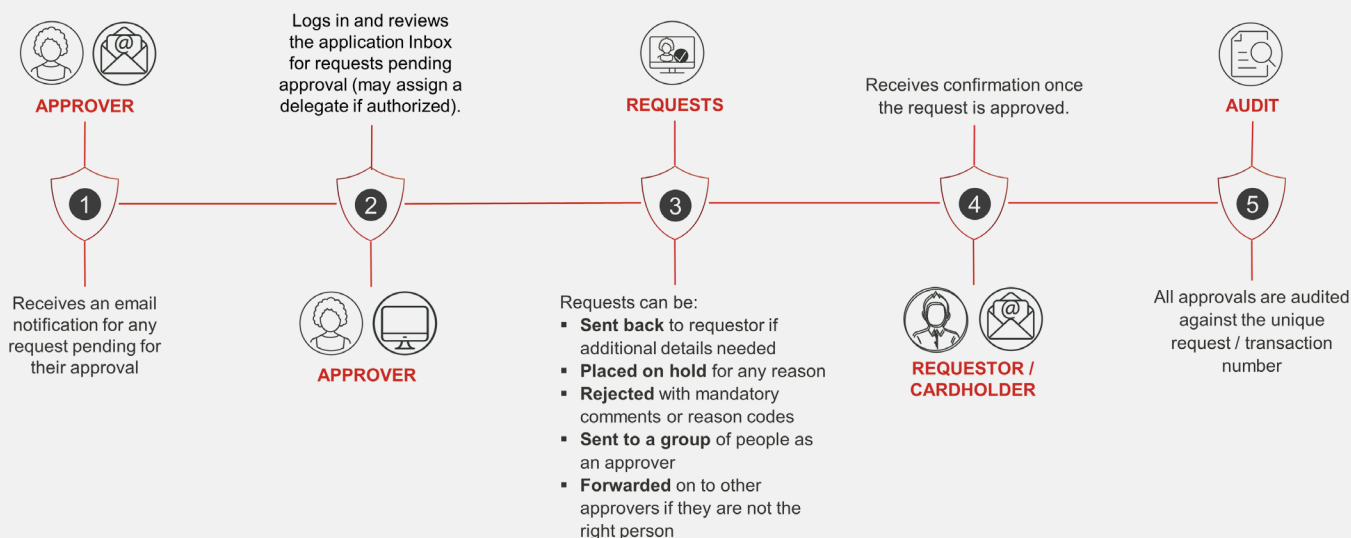 APPROVER
1
Receives an email
notification for any
request pending for
their approval
Logs in and reviews
the application Inbox
for requests pending
approval (may assign a
delegate if authorized).
2
APPROVER
REQUESTS
3
Requests can be:
▪ Sent back to requestor if
additional details needed
▪ Placed on hold for any reason
▪ Rejected with mandatory
comments or reason codes
▪ Sent to a group of people as
an approver
▪ Forwarded on to other
approvers if they are not the
right person
Receives confirmation once
the request is approved.
4
REQUESTOR /
CARDHOLDER
AUDIT
5
All approvals are audited
against the unique
request / transaction
number